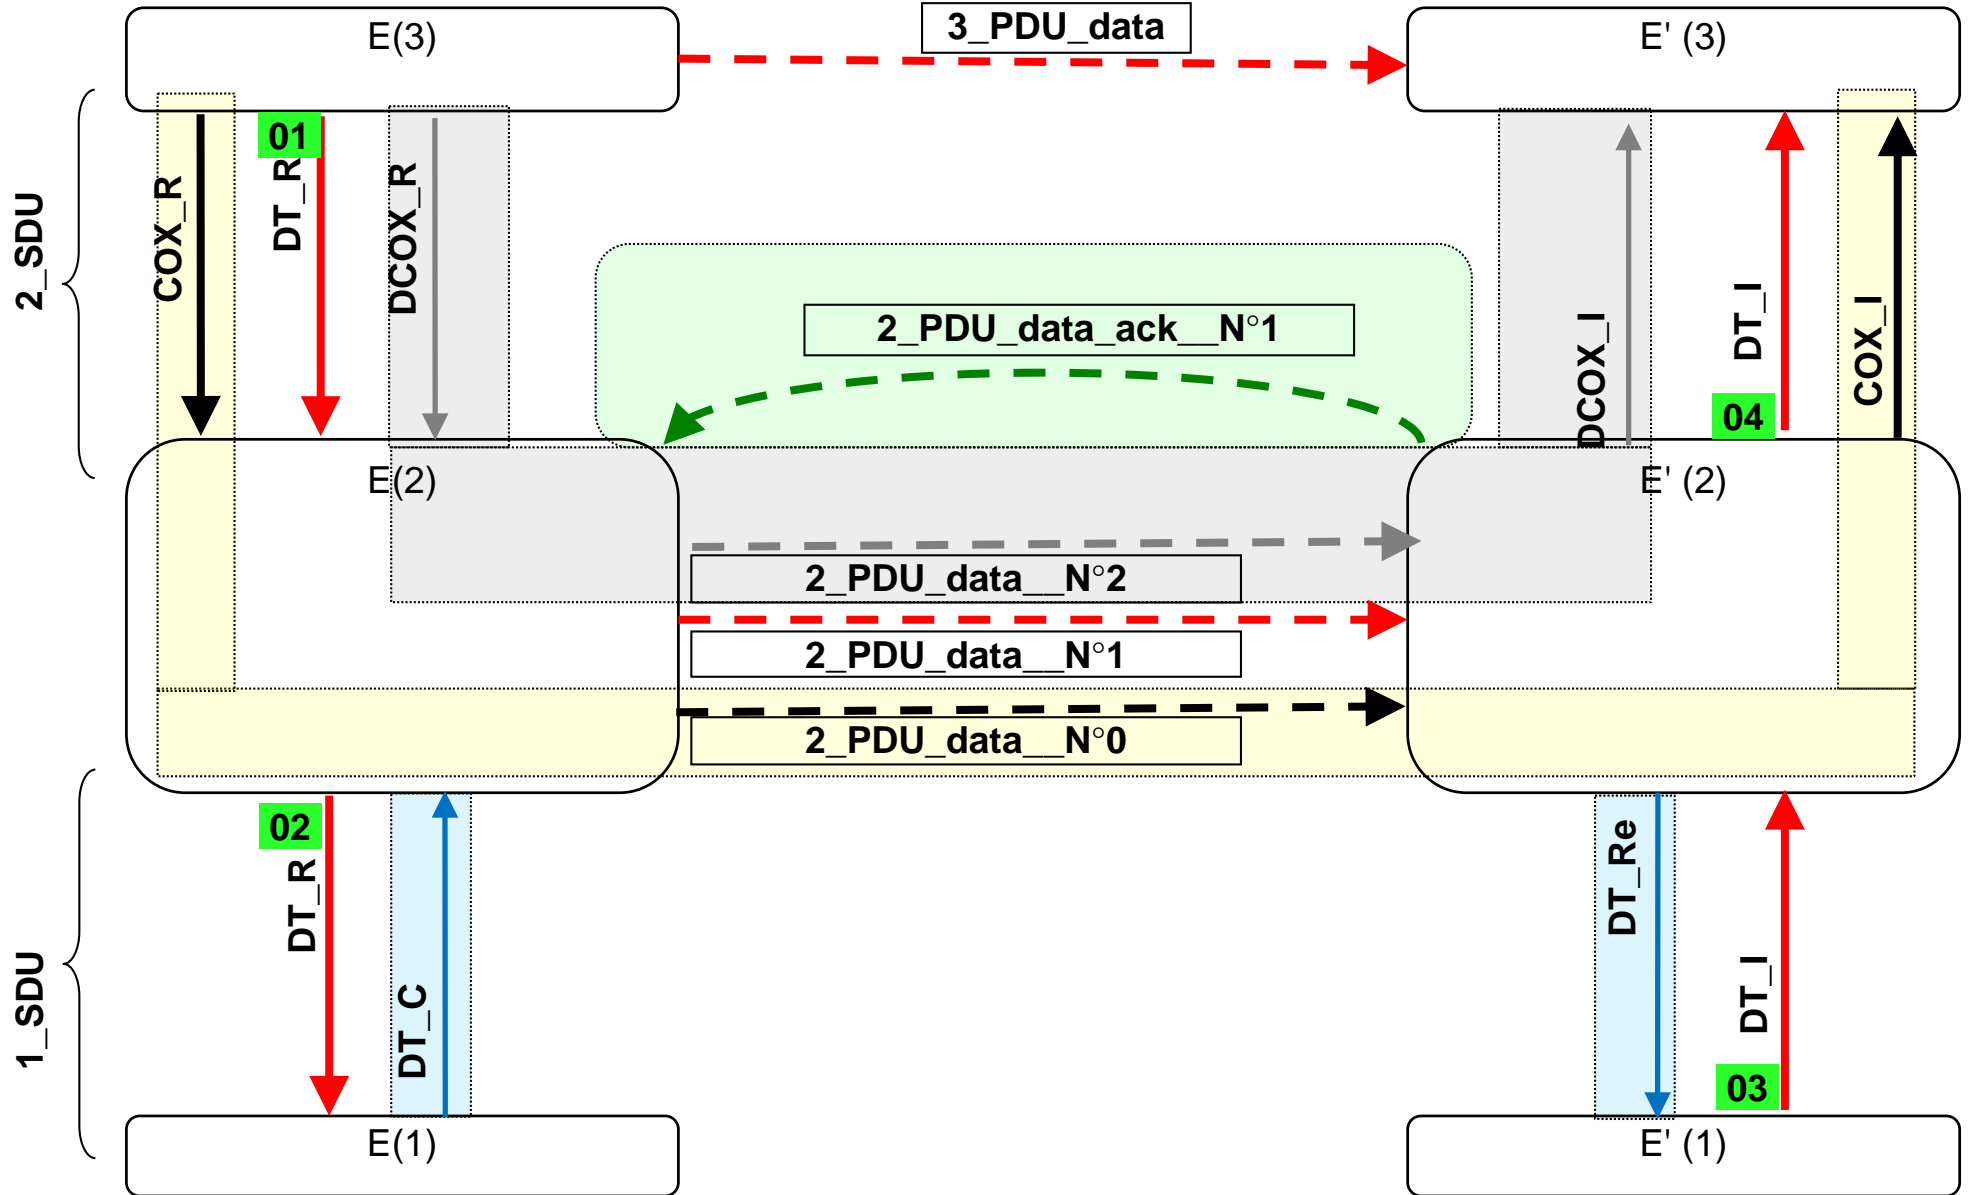 3_PDU_data
E(3)
E' (3)
01
COX_R
DT_R
DCOX_R
2_SDU
2_PDU_data_ack__N°1
DCOX_I
DT_I
COX_I
04
E(2)
E' (2)
2_PDU_data__N°2
2_PDU_data__N°1
2_PDU_data__N°0
02
DT_R
DT_C
1_SDU
DT_Re
DT_I
03
E(1)
E' (1)